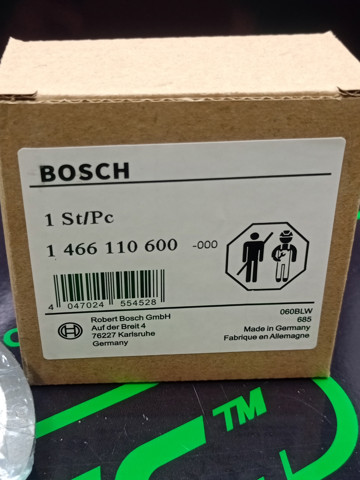 BOSCH
1 St/Pc
1 466 110 600 -000
4 047024 554528
Robert Bosch GmbH
Auf der Breit 4
76227 Karlsruhe
Germany
060BLW
685
Made in Germany
Fabrique en Allemagne
TM